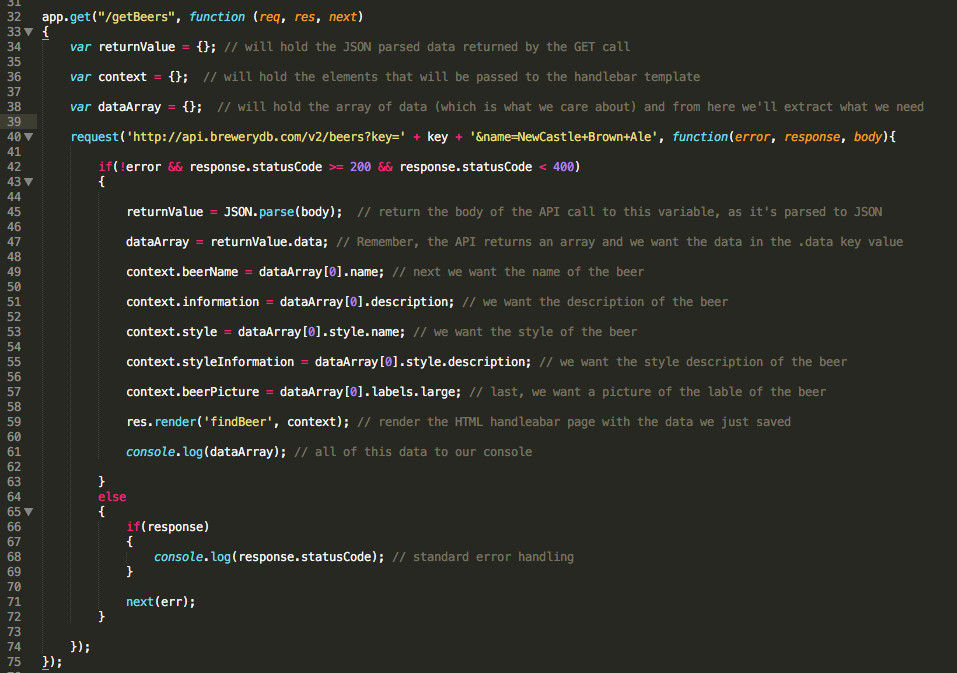 31
32 app.get("/getBeers", function (req, res, next)
33 {
34 var returnValue = {}; // will hold the JSON parsed data returned by the GET call
35
36 var context = {};  // will hold the elements that will be passed to the handlebar template
37
38 var dataArray = {};  // will hold the array of data (which is what we care about) and from here we'll extract what we need
39
40 request('http://api.brewerydb.com/v2/beers?key=' + key + '&name=NewCastle+Brown+Ale', function(error, response, body){
41
42 if(!error && response.statusCode >= 200 && response.statusCode < 400)
43 {
44
45 returnValue = JSON.parse(body);  // return the body of the API call to this variable, as it's parsed to JSON
46
47 dataArray = returnValue.data; // Remember, the API returns an array and we want the data in the .data key value
48
49 context.beerName = dataArray[0].name; // next we want the name of the beer
50
51 context.information = dataArray[0].description; // we want the description of the beer
52
53 context.style = dataArray[0].style.name; // we want the style of the beer
54
55 context.styleInformation = dataArray[0].style.description; // we want the style description of the beer
56
57 context.beerPicture = dataArray[0].labels.large; // last, we want a picture of the lable of the beer
58
59 res.render('findBeer', context); // render the HTML handleabar page with the data we just saved
60
61 console.log(dataArray); // all of this data to our console
62
63 }
64 else
65 {
66 if(response)
67 {
68 console.log(response.statusCode); // standard error handling
69 }
70
71 next(err);
72 }
73
74 });
75 });